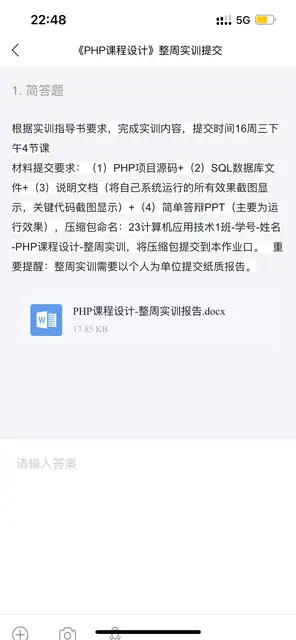 22:48
5G
《PHP课程设计》整周实训提交
1. 简答题
根据实训指导书要求，完成实训内容，提交时间16周三下
午4节课
材料提交要求：（1）PHP项目源码+（2）SQL数据库文
件+（3）说明文档（将自己系统运行的所有效果截图显
示，关键代码截图显示）+（4）简单答辩PPT（主要为运
行效果），压缩包命名：23计算机应用技术1班-学号-姓名
-PHP课程设计-整周实训，将压缩包提交到本作业口。 重
要提醒：整周实训需要以个人为单位提交纸质报告。
W
PHP课程设计-整周实训报告.docx
17.85 KB
请输入答案